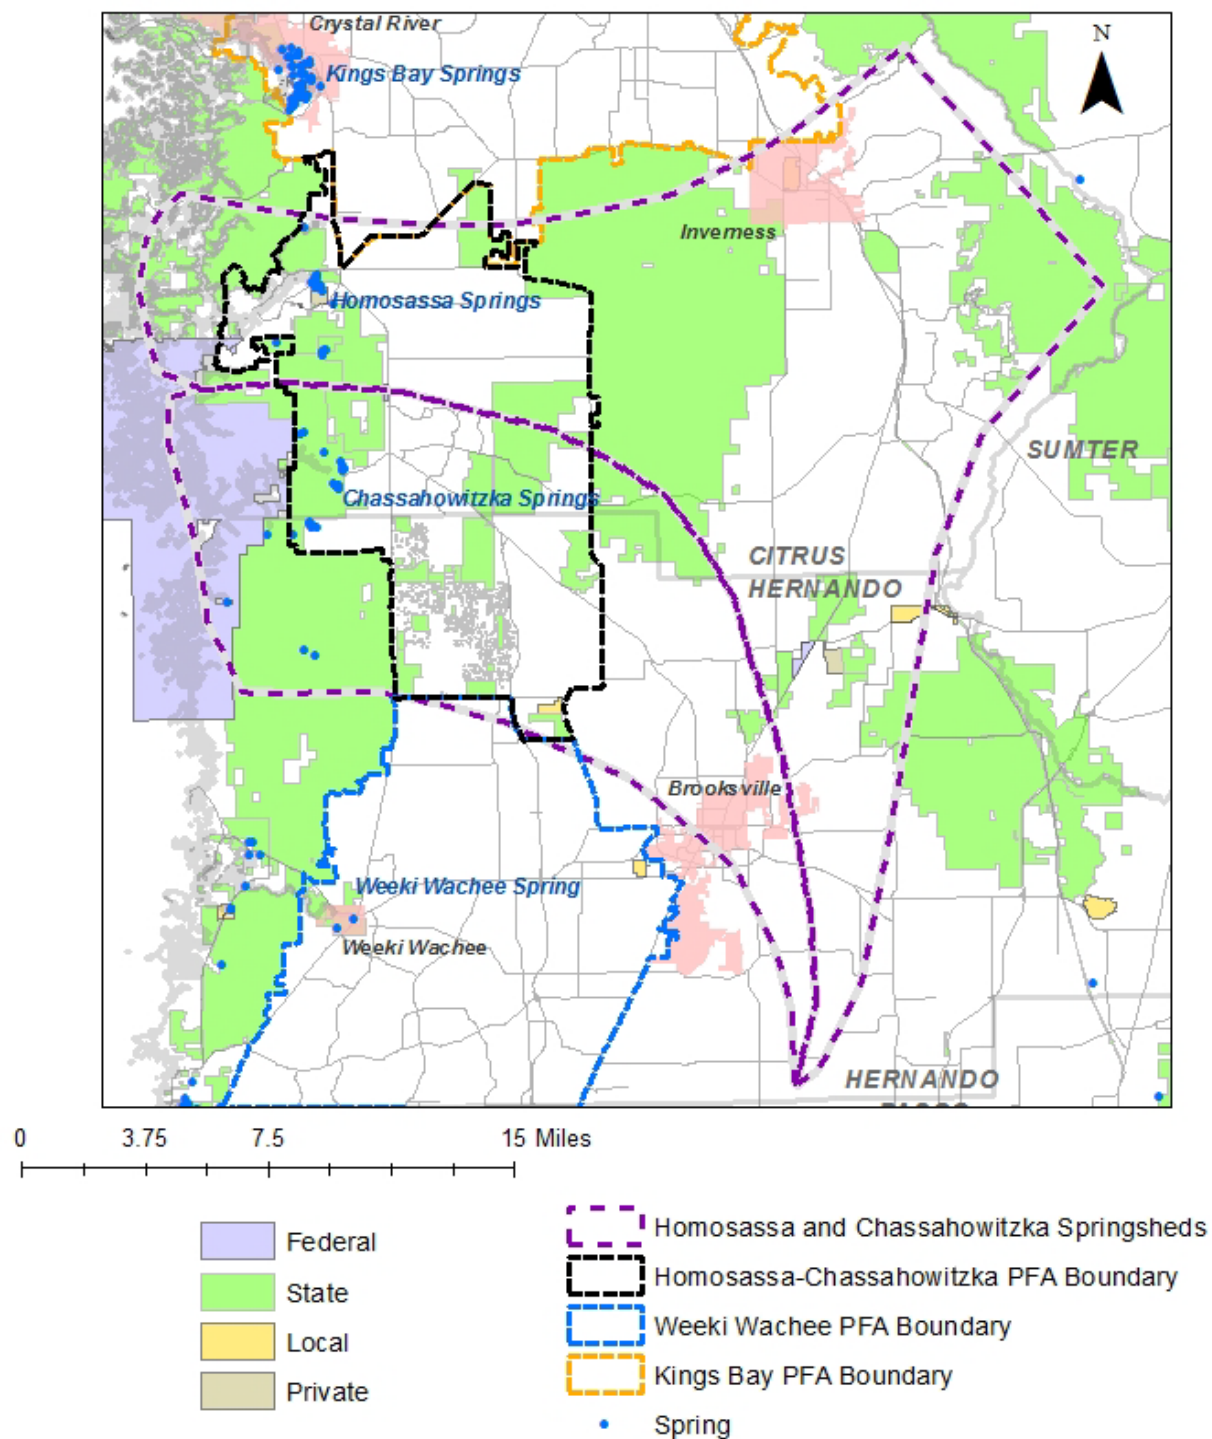 Crystal River
N
Kings Bay Springs
Inverness
Homosassa Springs
SUMTER
Chassahowitzka Springs
CITRUS
HERNANDO
Brooksville
Weeki Wachee Spring
Weeki Wachee
HERNANDO
0 3.75 7.5 15 Miles
Federal
State
Local
Private
Homosassa and Chassahowitzka Springsheds
Homosassa-Chassahowitzka PFA Boundary
Weeki Wachee PFA Boundary
Kings Bay PFA Boundary
Spring